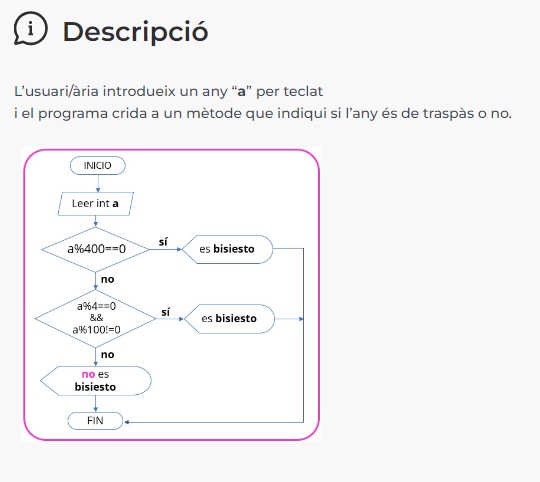 i
Descripció
L'usuari/ària introdueix un any “a” per teclat
i el programa crida a un mètode que indiqui si l'any és de traspàs o no.
INICIO
Leer int a
a%400==0
sí
es bisiesto
no
a%4==0
&&
a%100!=0
sí
es bisiesto
no
no es
bisiesto
FIN